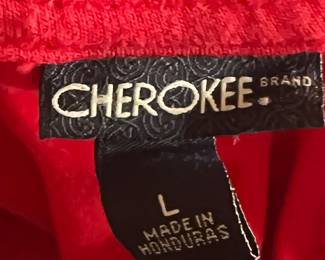 CHEROKEE BRAND
L
MADE IN
HONDURAS